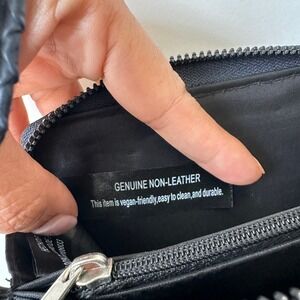 GENUINE NON-LEATHER
This item is vegan-friendly,easy to clean,and durable.